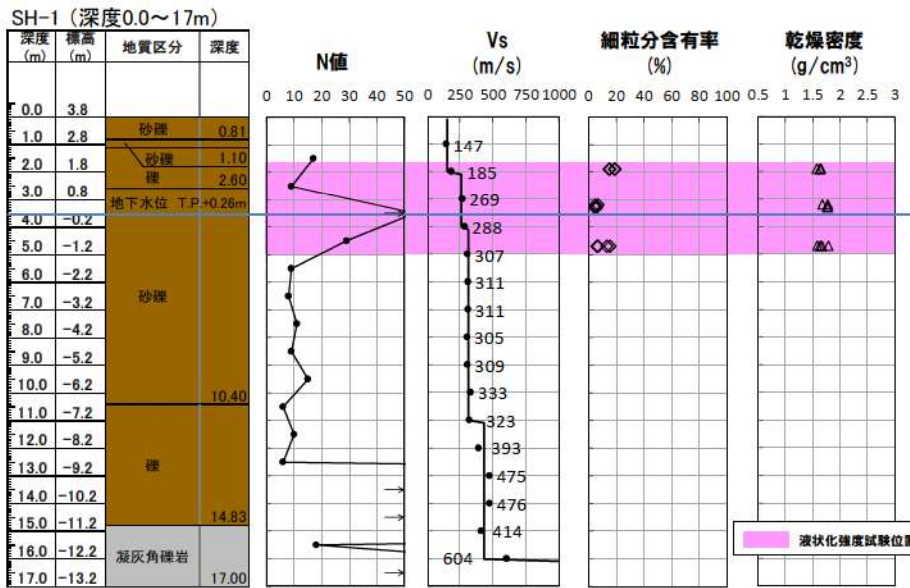 SH-1 (深度0.0～17m)
深度(m) 標高(m) 地質区分 深度
N値
Vs (m/s)
細粒分含有率 (%)
乾燥密度 (g/cm³)
0 10 20 30 40 50
0 250 500 750 1000
0 20 40 60 80 100
0.5 1 1.5 2 2.5 3
0.0 3.8
1.0 2.8
2.0 1.8
3.0 0.8
4.0 -0.2
5.0 -1.2
6.0 -2.2
7.0 -3.2
8.0 -4.2
9.0 -5.2
10.0 -6.2
11.0 -7.2
12.0 -8.2
13.0 -9.2
14.0 -10.2
15.0 -11.2
16.0 -12.2
17.0 -13.2
砂礫 0.81
砂礫 1.10
礫 2.60
地下水位 T.P.+0.26m
砂礫
10.40
礫
14.83
凝灰角礫岩
17.00
147
185
269
288
307
311
311
305
309
333
323
393
475
476
414
604
液状化強度試験位置